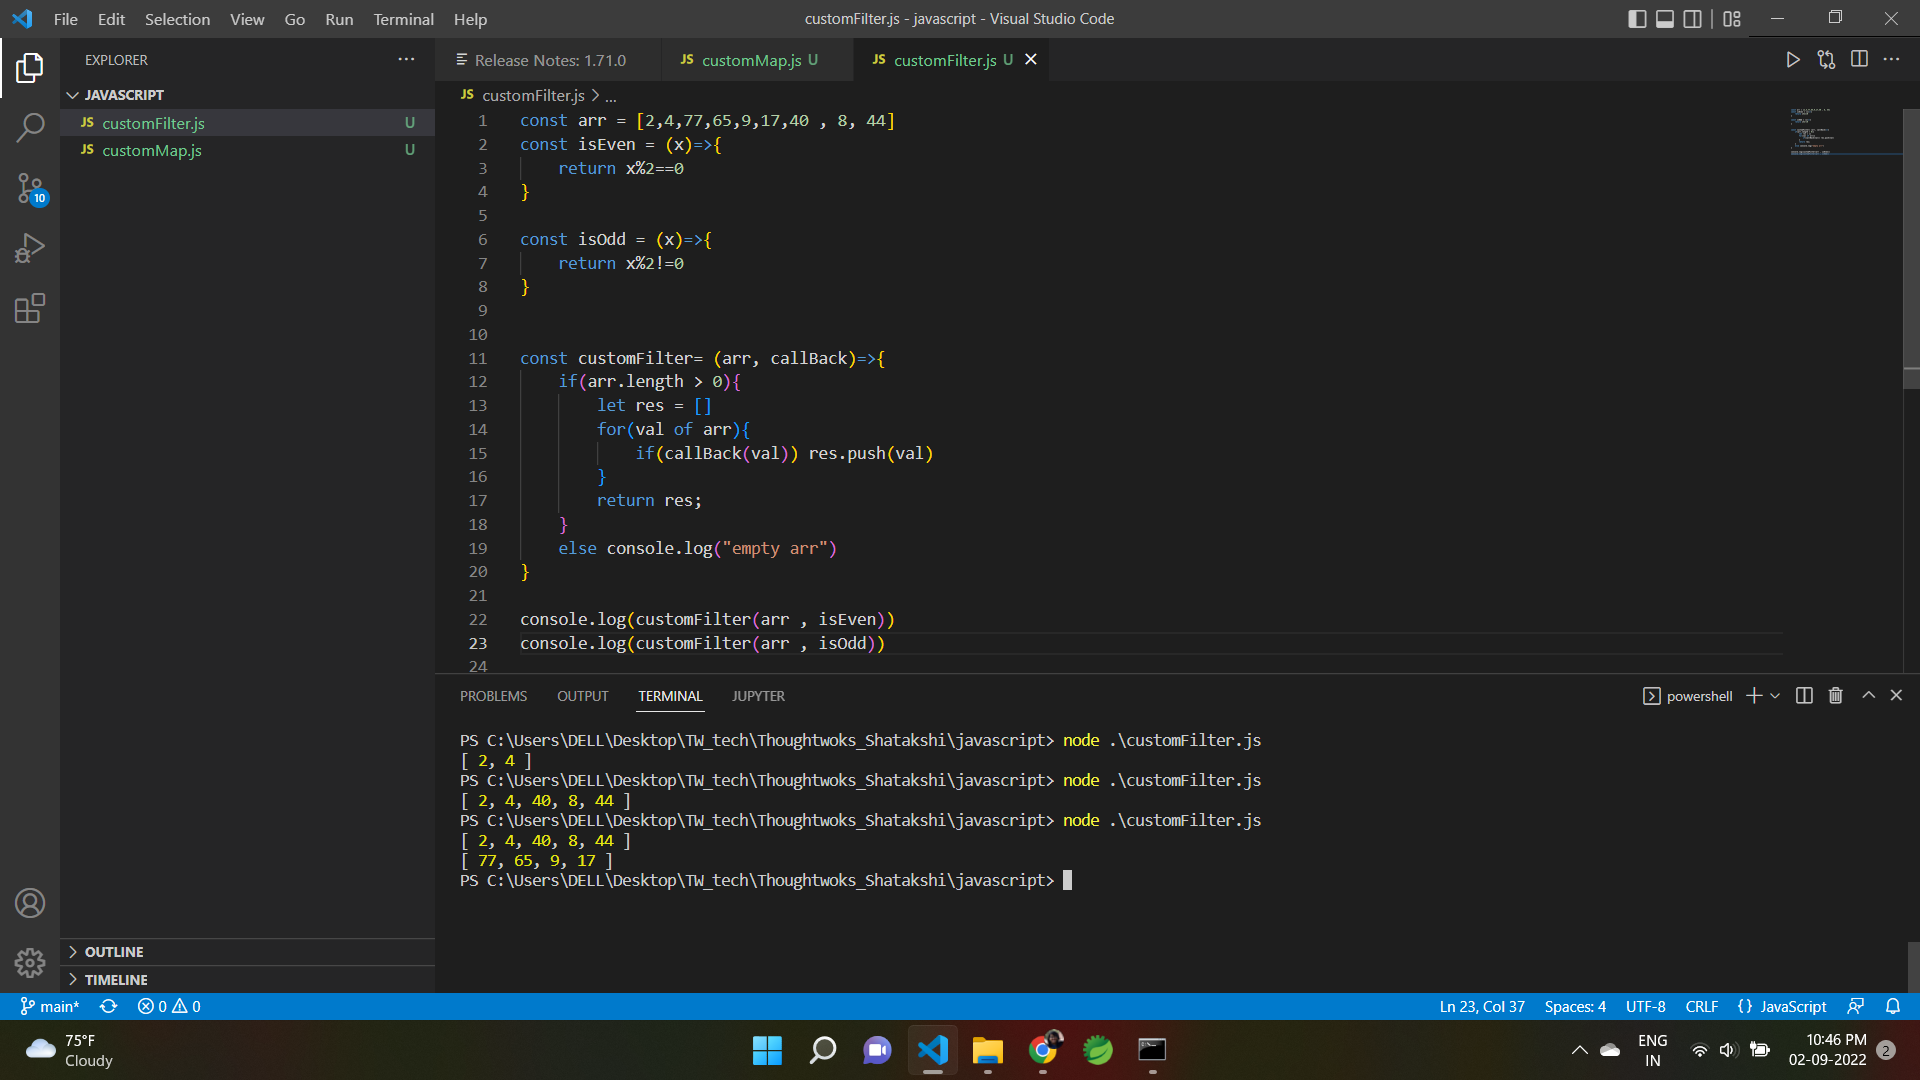 File Edit Selection View Go Run Terminal Help
customFilter.js - javascript - Visual Studio Code
EXPLORER
JAVASCRIPT
JS customFilter.js U
JS customMap.js U
10
OUTLINE
TIMELINE
Release Notes: 1.71.0
JS customMap.js U
JS customFilter.js U
JS customFilter.js > ...
1 const arr = [2,4,77,65,9,17,40 , 8, 44]
2 const isEven = (x)=>{
3 return x%2==0
4 }
5
6 const isOdd = (x)=>{
7 return x%2!=0
8 }
9
10
11 const customFilter= (arr, callBack)=>{
12 if(arr.length > 0){
13 let res = []
14 for(val of arr){
15 if(callBack(val)) res.push(val)
16 }
17 return res;
18 }
19 else console.log("empty arr")
20 }
21
22 console.log(customFilter(arr , isEven))
23 console.log(customFilter(arr , isOdd))
24
PROBLEMS OUTPUT TERMINAL JUPYTER
powershell
PS C:\Users\DELL\Desktop\TW_tech\Thoughtwoks_Shatakshi\javascript> node .\customFilter.js
[ 2, 4 ]
PS C:\Users\DELL\Desktop\TW_tech\Thoughtwoks_Shatakshi\javascript> node .\customFilter.js
[ 2, 4, 40, 8, 44 ]
PS C:\Users\DELL\Desktop\TW_tech\Thoughtwoks_Shatakshi\javascript> node .\customFilter.js
[ 2, 4, 40, 8, 44 ]
[ 77, 65, 9, 17 ]
PS C:\Users\DELL\Desktop\TW_tech\Thoughtwoks_Shatakshi\javascript>
main* 0 0
Ln 23, Col 37 Spaces: 4 UTF-8 CRLF {} JavaScript
75°F
Cloudy
ENG
IN
10:46 PM
02-09-2022
2